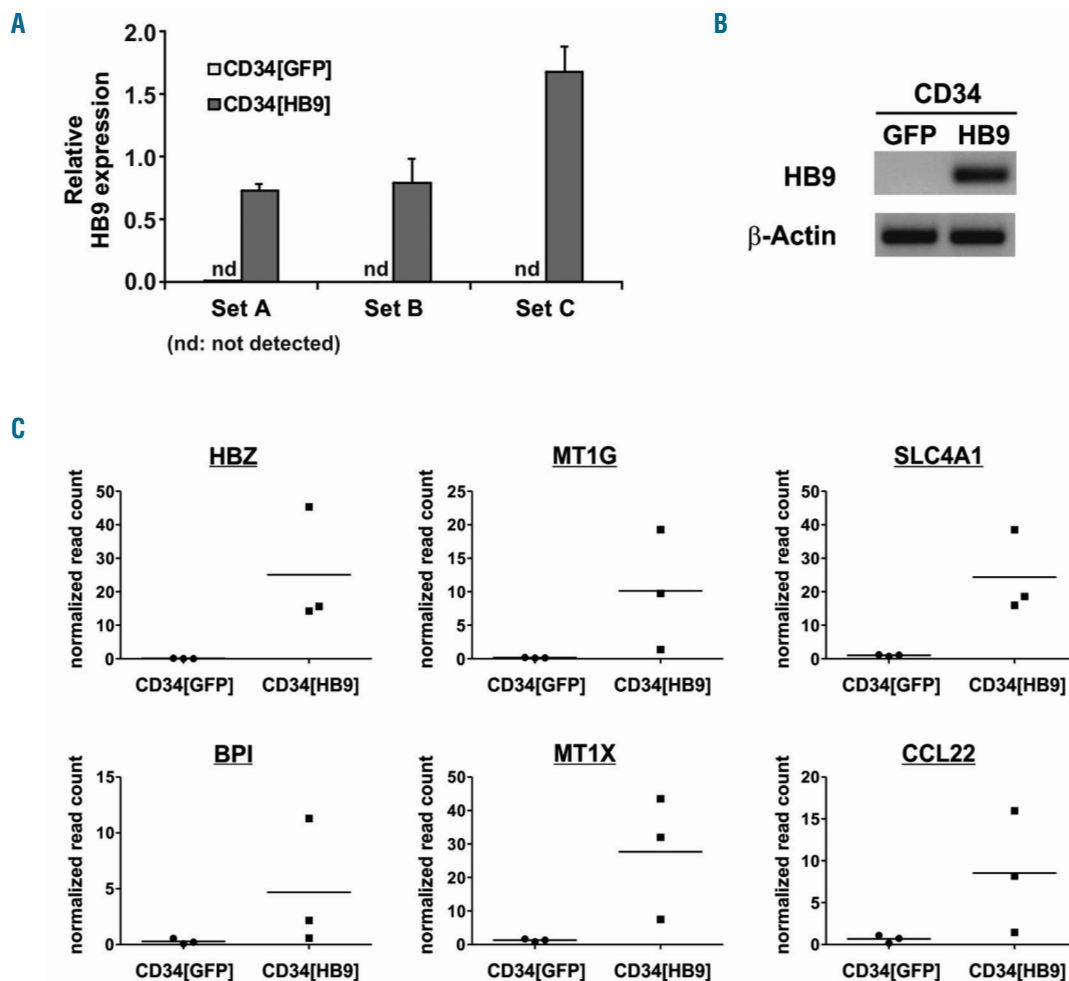 A
Relative
HB9 expression
2.0
1.5
1.0
0.5
0.0
CD34[GFP]
CD34[HB9]
nd
nd
nd
Set A
Set B
Set C
(nd: not detected)
B
CD34
GFP HB9
HB9
β-Actin
C
HBZ
normalized read count
50
40
30
20
10
0
CD34[GFP] CD34[HB9]
MT1G
normalized read count
25
20
15
10
5
0
CD34[GFP] CD34[HB9]
SLC4A1
normalized read count
50
40
30
20
10
0
CD34[GFP] CD34[HB9]
BPI
normalized read count
15
10
5
0
CD34[GFP] CD34[HB9]
MT1X
normalized read count
50
40
30
20
10
0
CD34[GFP] CD34[HB9]
CCL22
normalized read count
20
15
10
5
0
CD34[GFP] CD34[HB9]